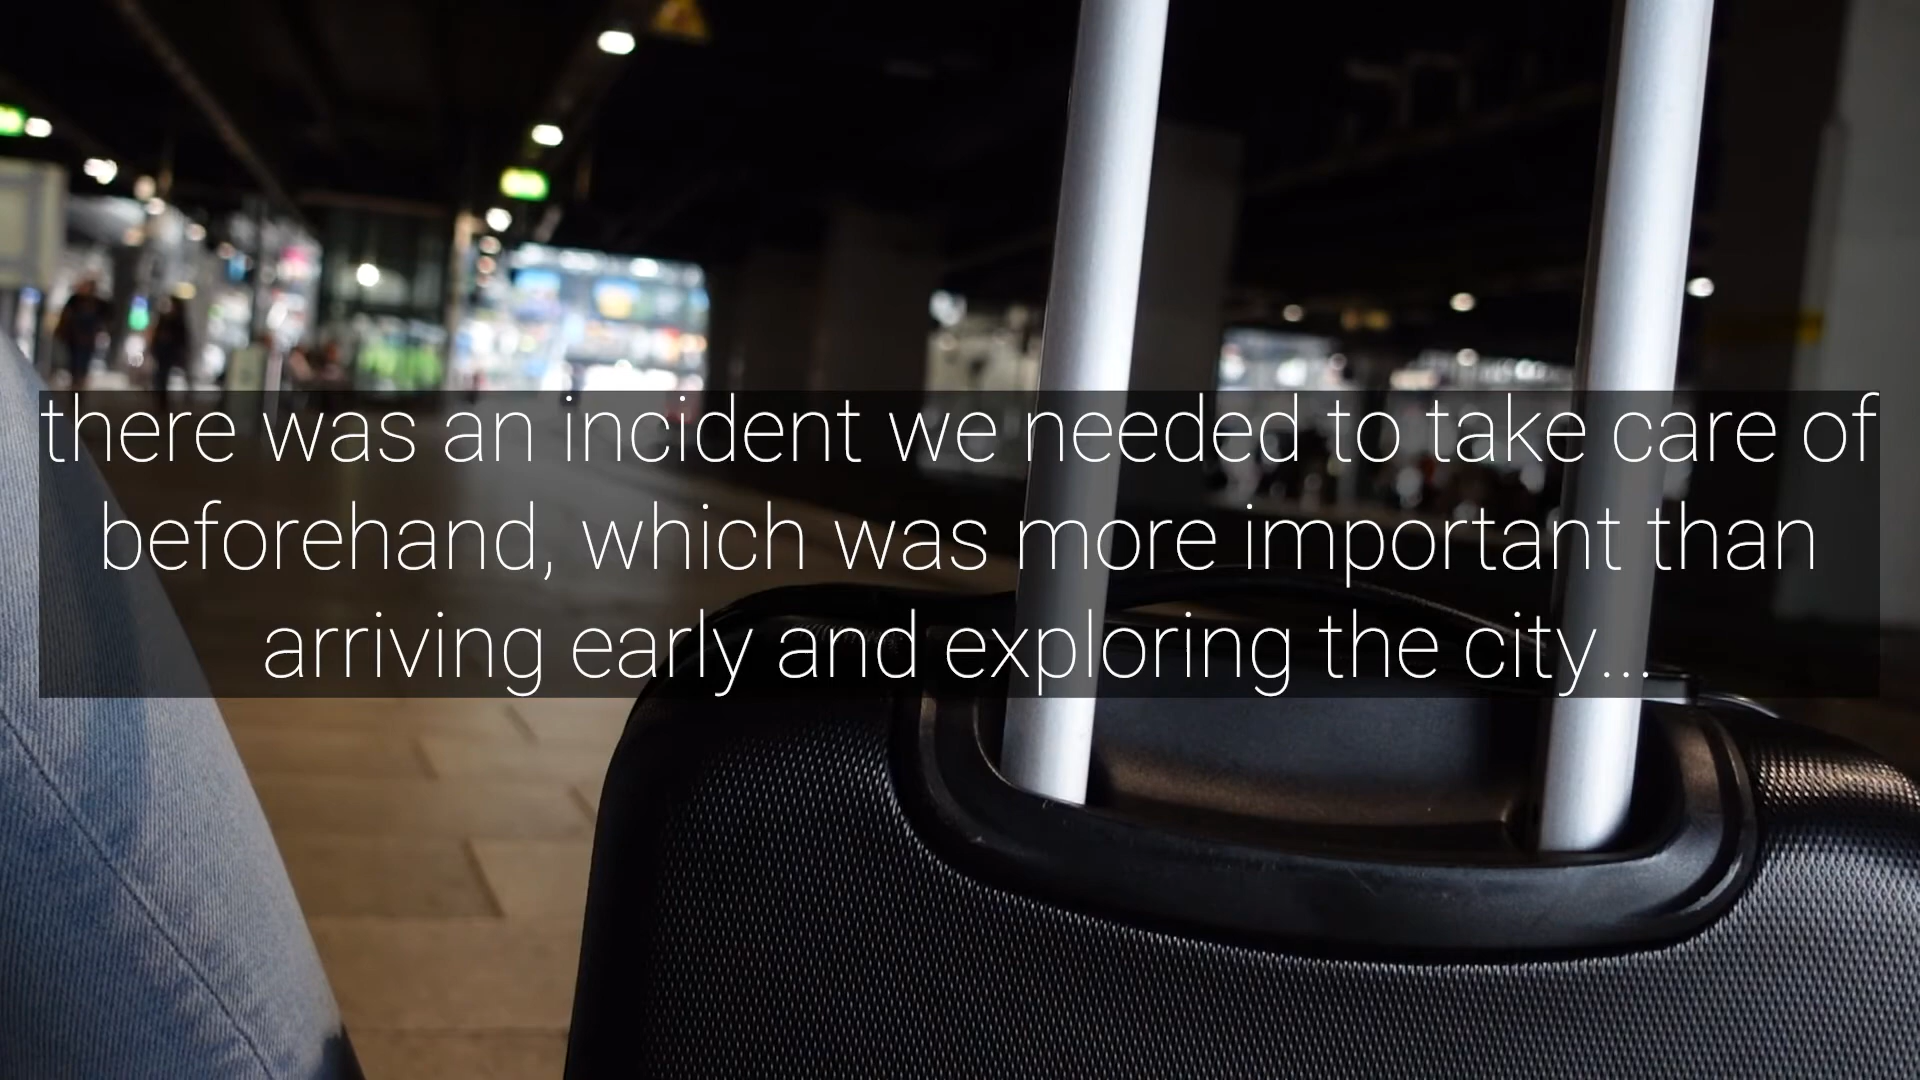 there was an incident we needed to take care of
beforehand, which was more important than
arriving early and exploring the city...